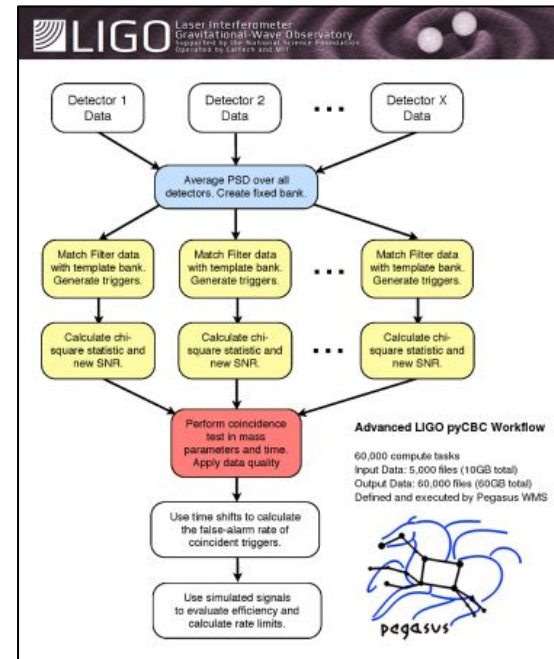 LIGO
Laser Interferometer
Gravitational-Wave Observatory
Supported by the National Science Foundation
Operated by Caltech and MIT
Detector 1
Data
Detector 2
Data
...
Detector X
Data
Average PSD over all
detectors. Create fixed bank.
Match Filter data
with template bank.
Generate triggers.
Match Filter data
with template bank.
Generate triggers.
...
Match Filter data
with template bank.
Generate triggers.
Calculate chi-
square statistic and
new SNR.
Calculate chi-
square statistic and
new SNR.
...
Calculate chi-
square statistic and
new SNR.
Perform coincidence
test in mass
parameters and time.
Apply data quality
Advanced LIGO pyCBC Workflow
60,000 compute tasks
Input Data: 5,000 files (10GB total)
Output Data: 60,000 files (60GB total)
Defined and executed by Pegasus WMS
Use time shifts to calculate
the false-alarm rate of
coincident triggers.
Use simulated signals
to evaluate efficiency and
calculate rate limits.
pegasus